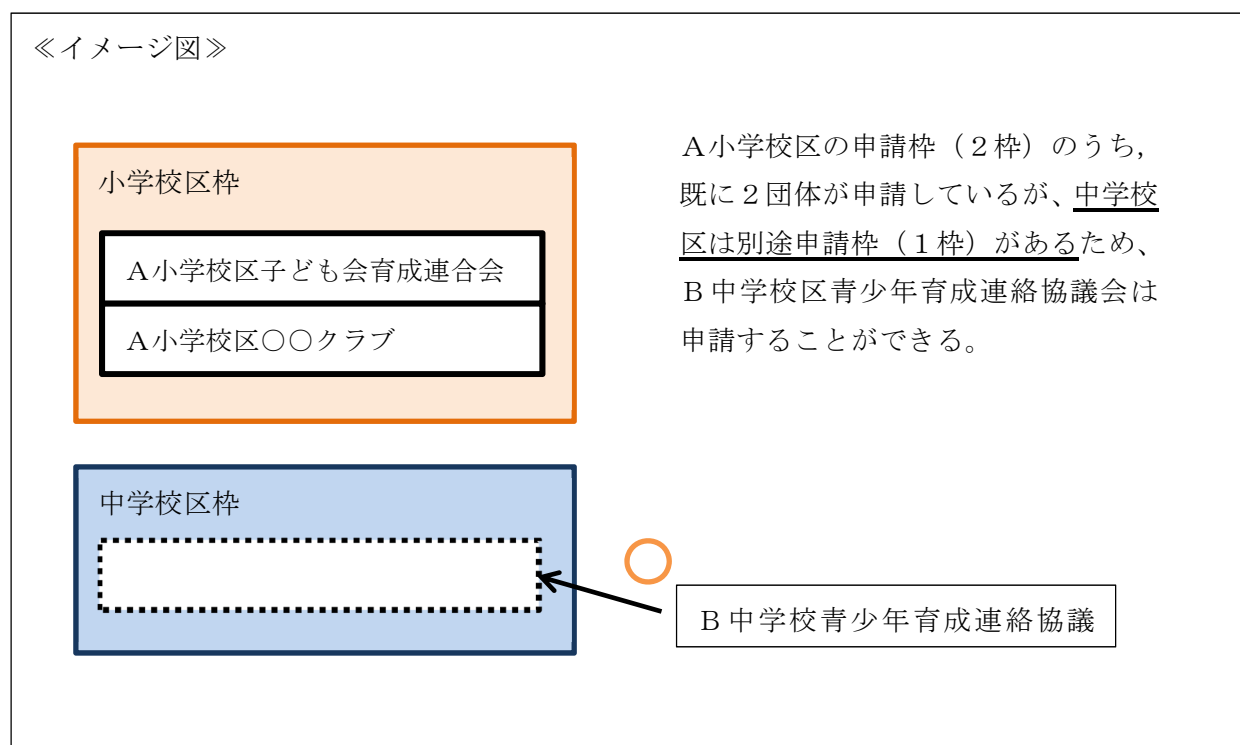 ≪イメージ図≫
小学校区枠
A小学校区子ども会育成連合会
A小学校区○○クラブ
A小学校区の申請枠（２枠）のうち,
既に２団体が申請しているが、中学校
区は別途申請枠（１枠）があるため、
B中学校区青少年育成連絡協議会は
申請することができる。
中学校区枠
B中学校青少年育成連絡協議